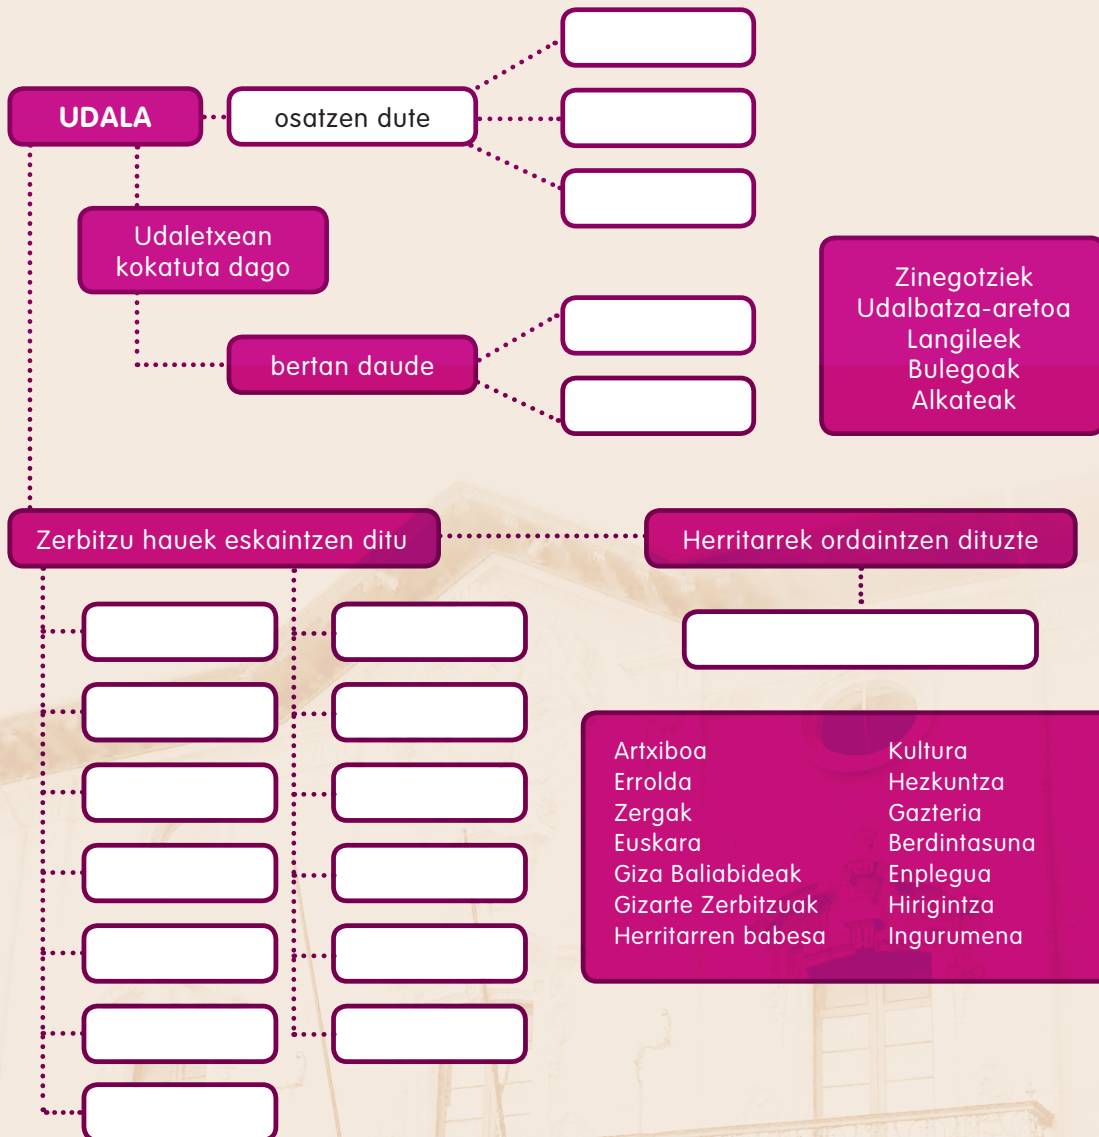 UDALA
osatzen dute
Udaletxean
kokatuta dago
bertan daude
Zinegotziek
Udalbatza-aretoa
Langileek
Bulegoak
Alkateak
Zerbitzu hauek eskaintzen ditu
Herritarrek ordaintzen dituzte
Artxiboa
Errolda
Zergak
Euskara
Giza Baliabideak
Gizarte Zerbitzuak
Herritarren babesa
Kultura
Hezkuntza
Gazteria
Berdintasuna
Enplegua
Hirigintza
Ingurumena